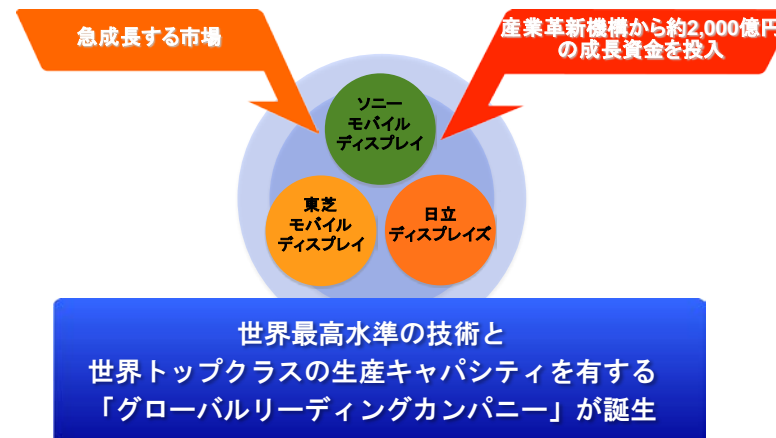 急成長する市場
産業革新機構から約2,000億円
の成長資金を投入
ソニー
モバイル
ディスプレイ
東芝
モバイル
ディスプレイ
日立
ディスプレイズ
世界最高水準の技術と
世界トップクラスの生産キャパシティを有する
「グローバルリーディングカンパニー」が誕生